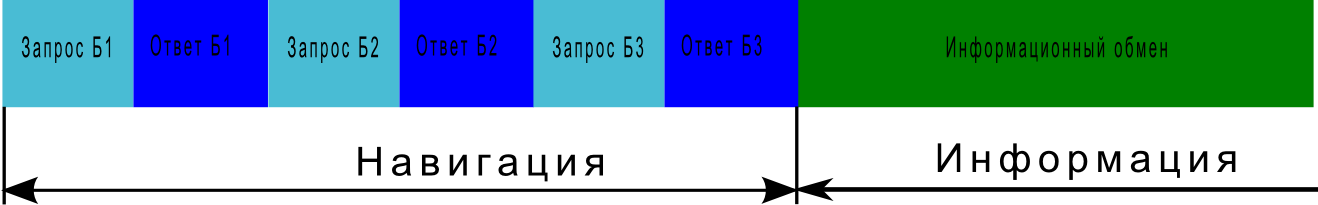 Запрос Б1 Ответ Б1 Запрос Б2 Ответ Б2 Запрос Б3 Ответ Б3 Информационный обмен
Навигация Информация